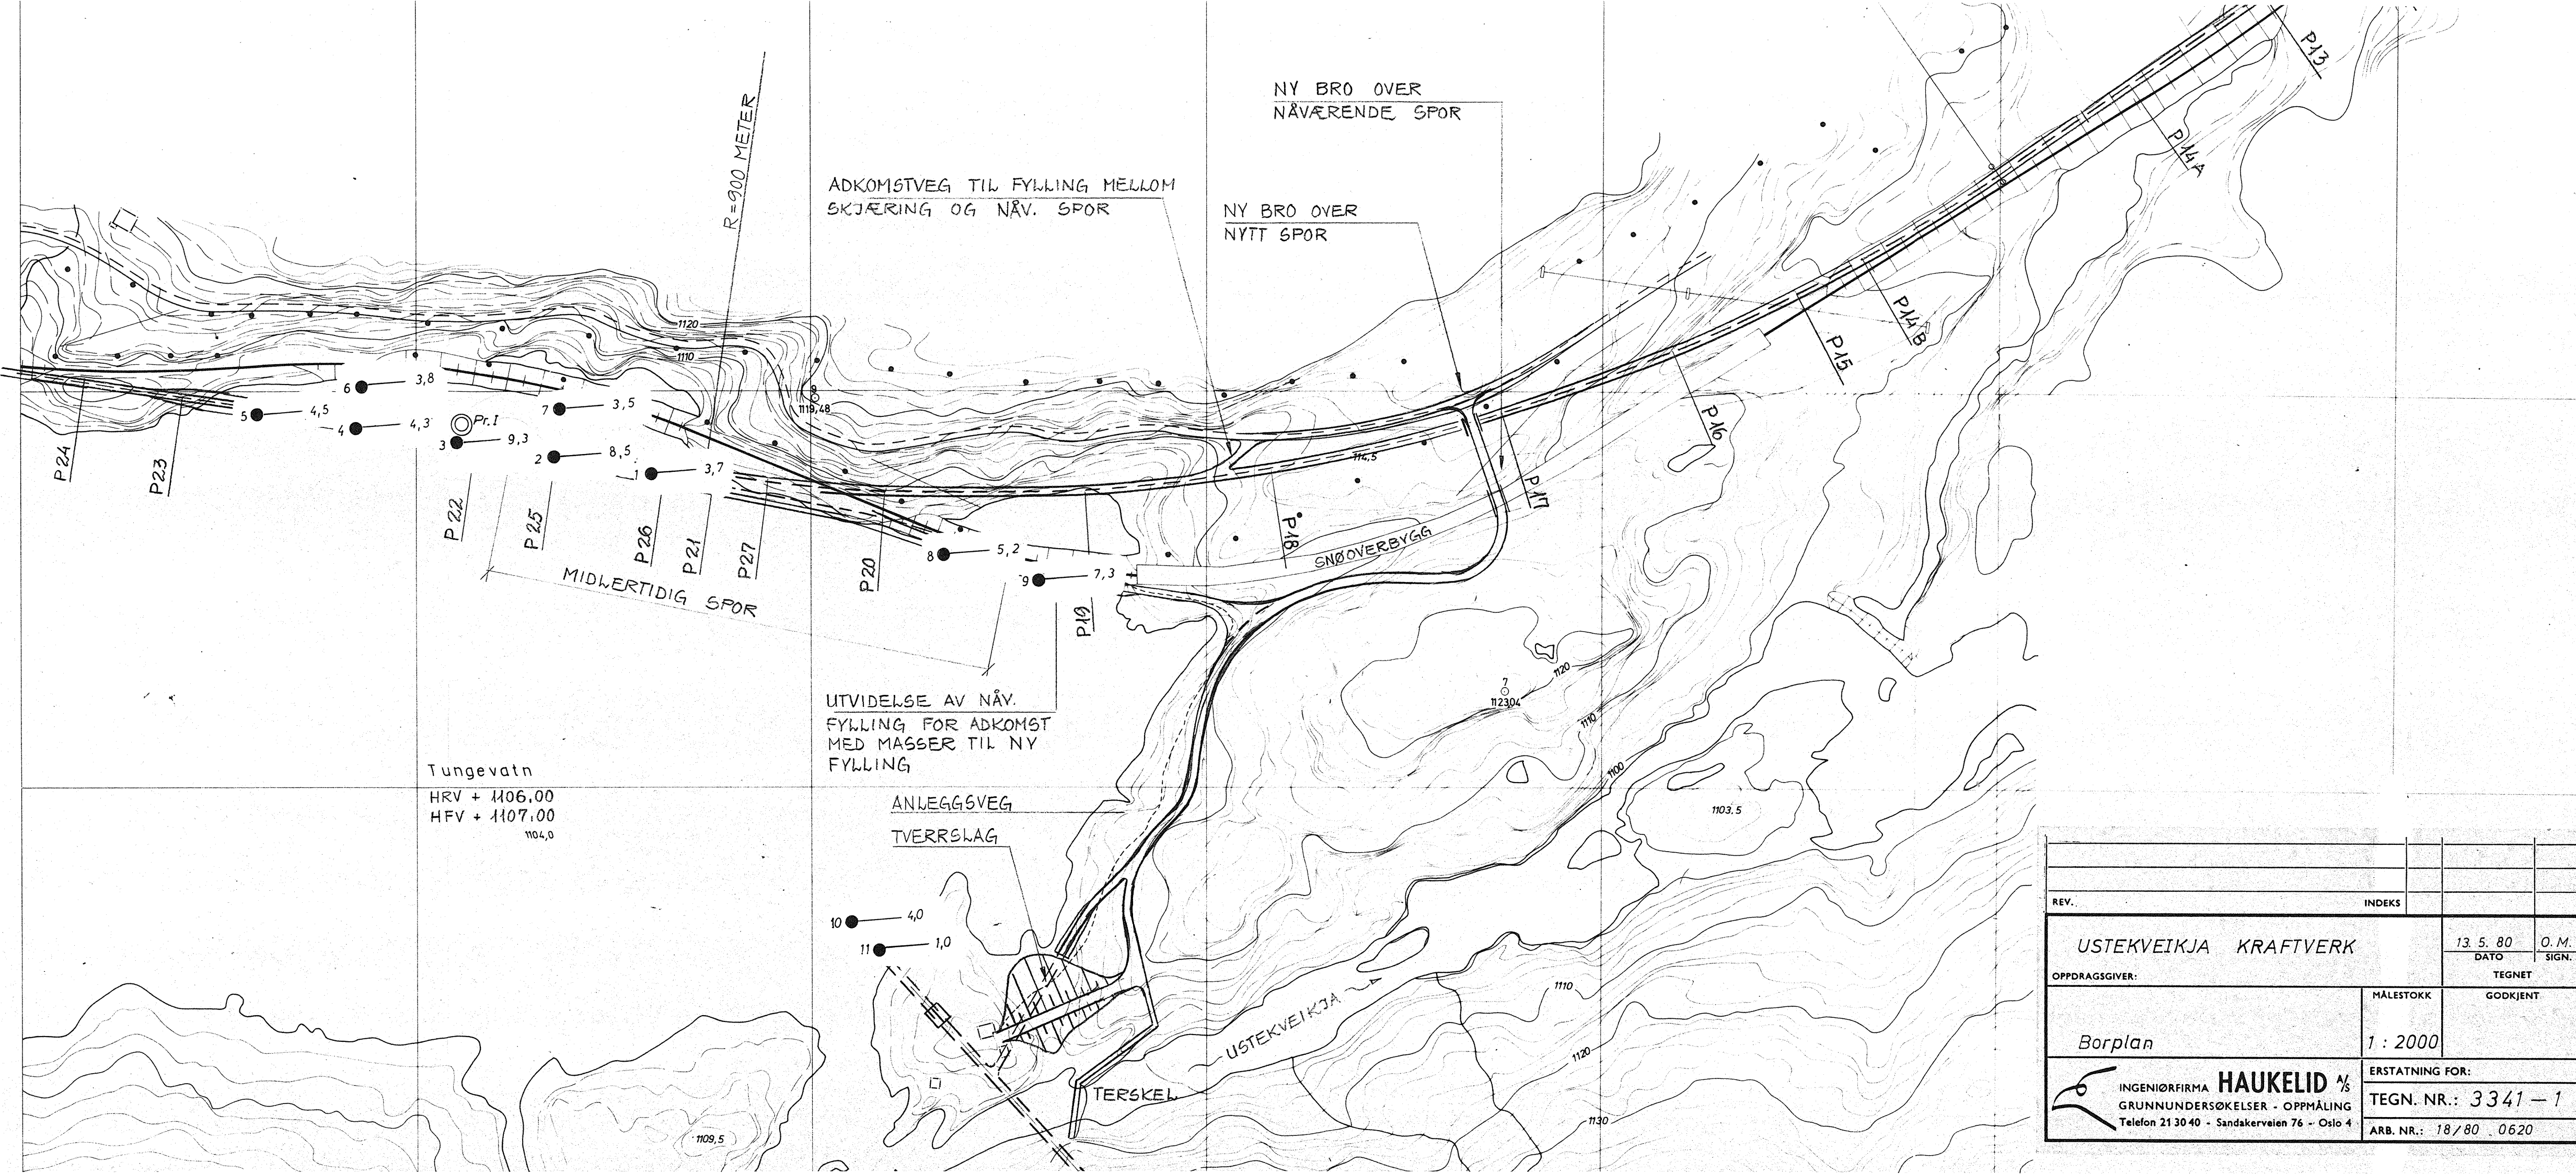 NY BRO OVER
NÅVÆRENDE SPOR
P13
R=900 METER
P14A
ADKOMSTVEG TIL FYLLING MELLOM
SKJÆRING OG NÅV. SPOR
NY BRO OVER
NYTT SPOR
1120
1110
P14B
P15
6 3,8
5 4,5
4 4,3
Pr.I
3 9,3
7 3,5
2 8,5
1 3,7
9
1119,48
P16
114,5
P24
P23
P22
P25
P26
P21
P27
P20
P17
P18
SNØOVERBYGG
8 5,2
9 7,3
P19
MIDLERTIDIG SPOR
UTVIDELSE AV NÅV.
FYLLING FOR ADKOMST
MED MASSER TIL NY
FYLLING
1120
7
1123,04
1110
1100
1103,5
Tungevatn
HRV + 1106,00
HFV + 1107,00
1104,0
ANLEGGSVEG
TVERRSLAG
10 4,0
11 1,0
USTEKVEIKJA
1110
1120
1130
TERSKEL
1109,5
REV. INDEKS
USTEKVEIKJA KRAFTVERK
13. 5. 80 O.M.
DATO SIGN.
OPPDRAGSGIVER: TEGNET
MÅLESTOKK GODKJENT
Borplan 1 : 2000
INGENIØRFIRMA HAUKELID A/S
GRUNNUNDERSØKELSER - OPPMÅLING
Telefon 21 30 40 - Sandakerveien 76 - Oslo 4
ERSTATNING FOR:
TEGN. NR.: 3341-1
ARB. NR.: 18/80 0620